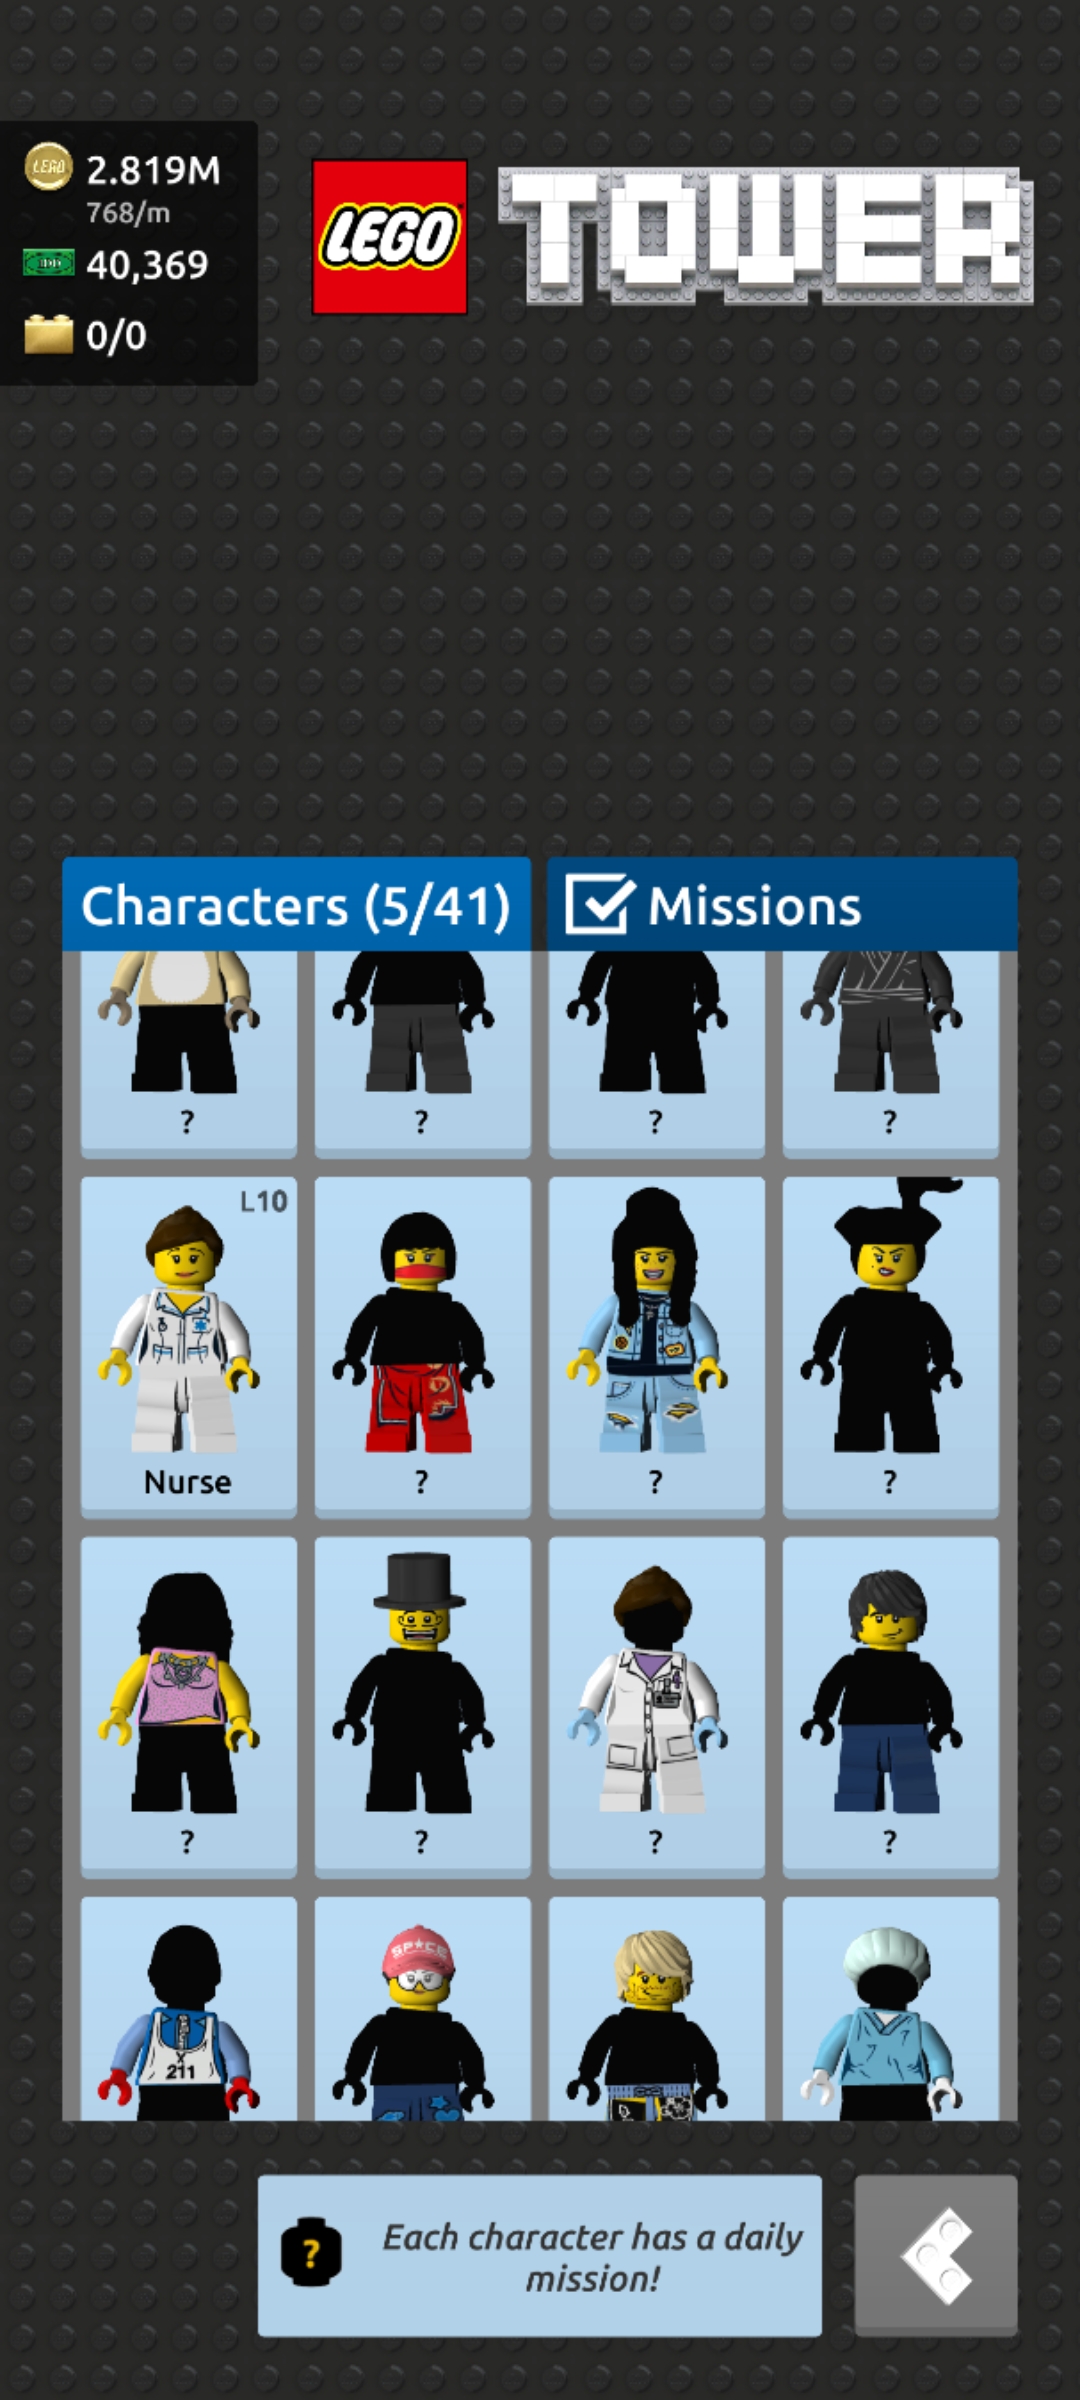 LEGO
2.819M
768/m
40,369
0/0
LEGO TOWER
Characters (5/41)
Missions
? ? ? ?
L10
Nurse ? ? ?
? ? ? ?
SPACE
X
211
?
Each character has a daily
mission!